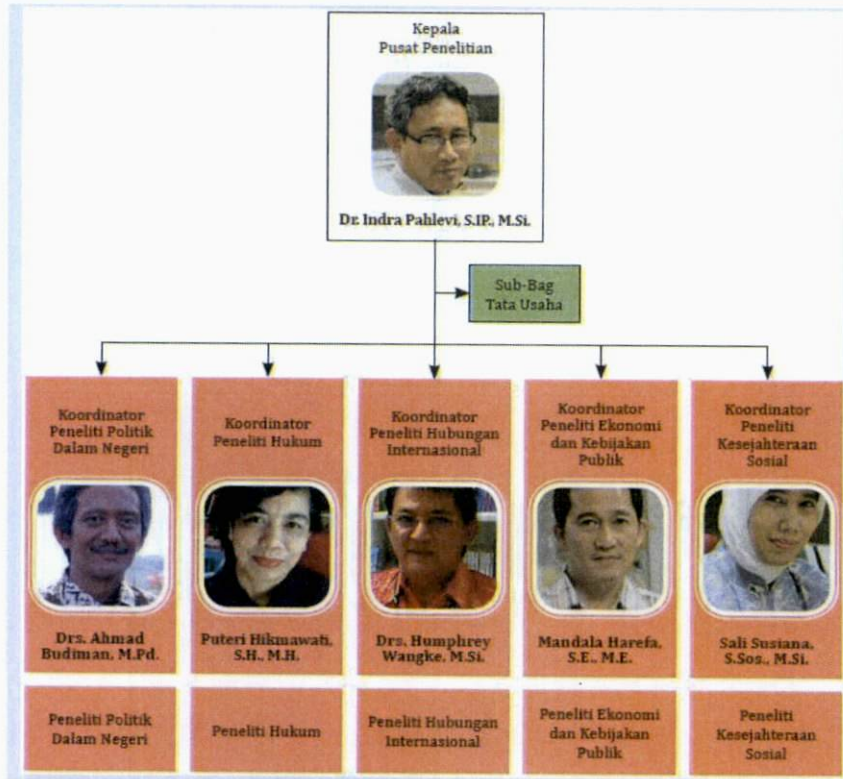 Kepala
Pusat Penelitian
Dr. Indra Pahlevi, S.IP., M.Si.
Sub-Bag
Tata Usaha
Koordinator
Peneliti Politik
Dalam Negeri
Drs. Ahmad
Budiman, M.Pd.
Koordinator
Peneliti Hukum
Puteri Hikmawati,
S.H., M.H.
Koordinator
Peneliti Hubungan
Internasional
Drs. Humphrey
Wangke, M.Si.
Koordinator
Peneliti Ekonomi
dan Kebijakan
Publik
Mandala Harefa,
S.E., M.E.
Koordinator
Peneliti
Kesejahteraan
Sosial
Sali Susiana,
S.Sos., M.Si.
Peneliti Politik
Dalam Negeri
Peneliti Hukum
Peneliti Hubungan
Internasional
Peneliti Ekonomi
dan Kebijakan
Publik
Peneliti
Kesejahteraan
Sosial